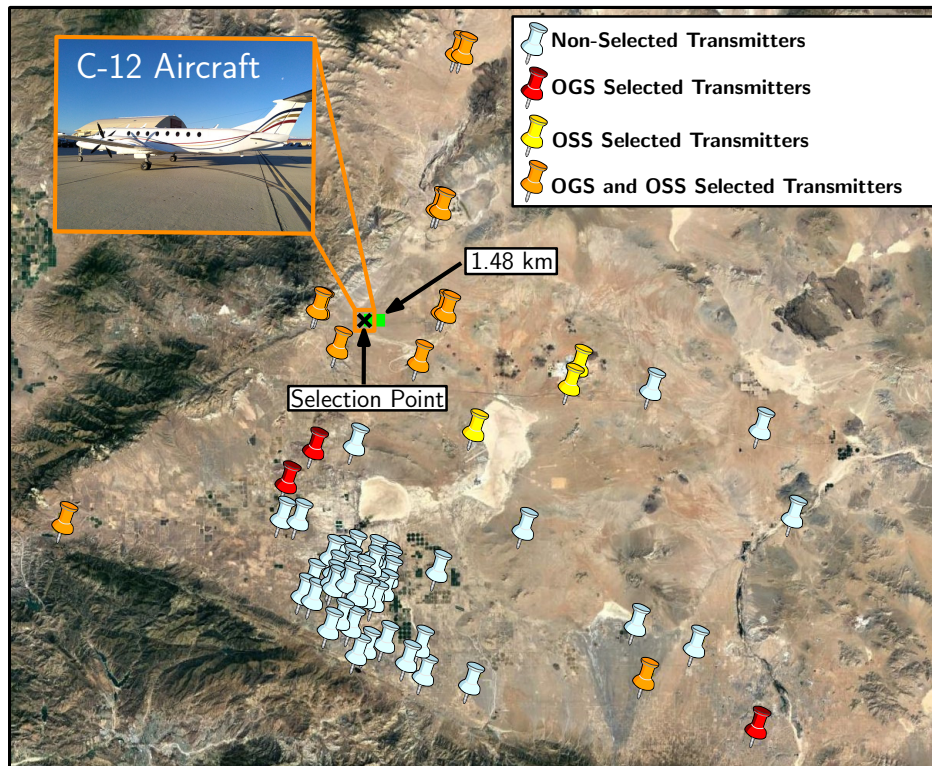 C-12 Aircraft
Non-Selected Transmitters
OGS Selected Transmitters
OSS Selected Transmitters
OGS and OSS Selected Transmitters
1.48 km
Selection Point